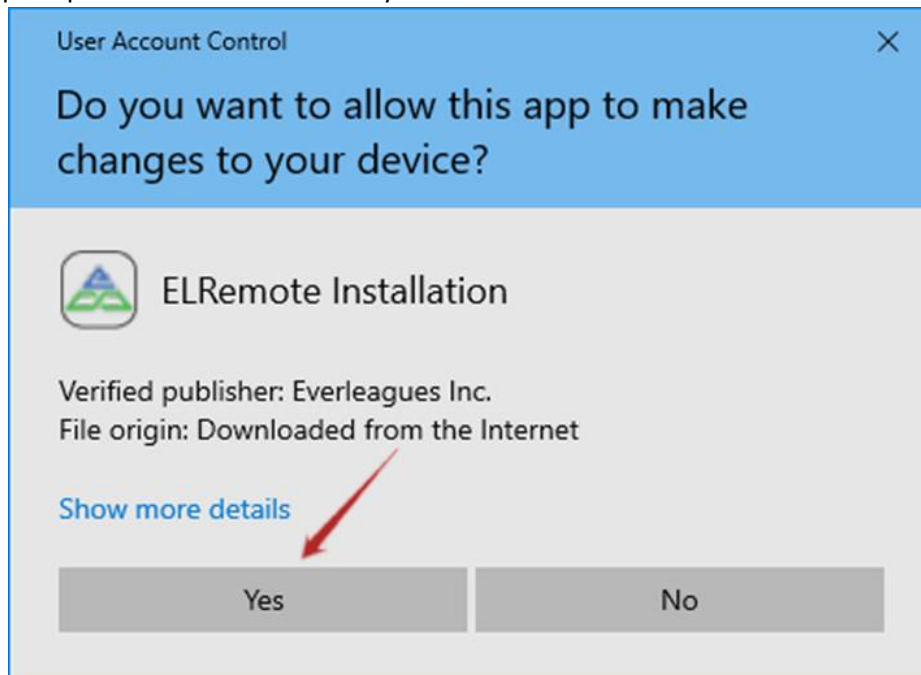 User Account Control
Do you want to allow this app to make
changes to your device?
ELRemote Installation
Verified publisher: Everleagues Inc.
File origin: Downloaded from the Internet
Show more details
Yes No